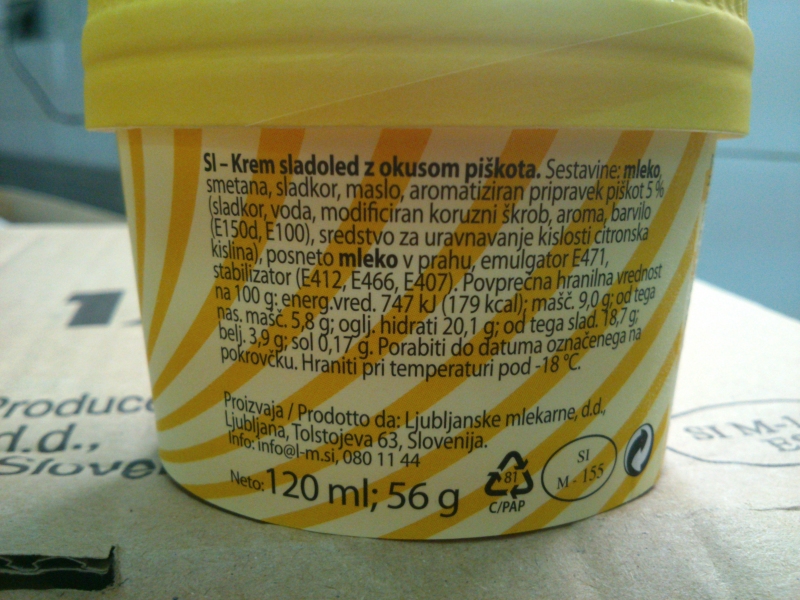 SI – Krem sladoled z okusom piškota. Sestavine: mleko,
smetana, sladkor, maslo, aromatiziran pripravek piškot 5 %
(sladkor, voda, modificiran koruzni škrob, aroma, barvilo
(E150d, E100), sredstvo za uravnavanje kislosti citronska
kislina), posneto mleko v prahu, emulgator E471,
stabilizator (E412, E466, E407). Povprečna hranilna vrednost
na 100 g: energ.vred. 747 kJ (179 kcal); mašč. 9,0 g; od tega
nas. mašč. 5,8 g; oglj. hidrati 20,1 g; od tega slad. 18,7 g;
belj. 3,9 g; sol 0,17 g. Porabiti do datuma označenega na
pokrovčku. Hraniti pri temperaturi pod -18 °C.
Proizvaja / Prodotto da: Ljubljanske mlekarne, d.d.,
Ljubljana, Tolstojeva 63, Slovenija.
Info: info@l-m.si, 080 11 44
Neto: 120 ml; 56 g
81
C/PAP
SI
M - 155
d.d.,
SI M-1